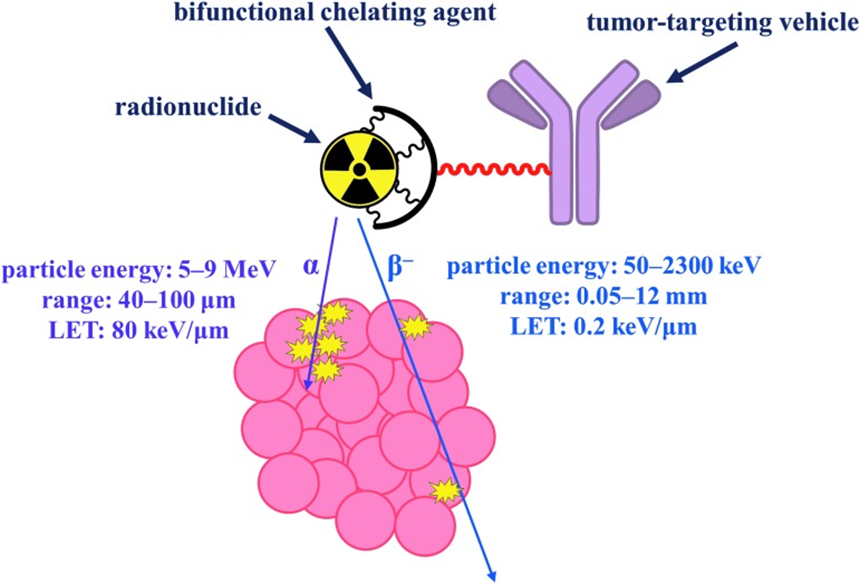 bifunctional chelating agent
tumor-targeting vehicle
radionuclide
particle energy: 5–9 MeV
range: 40–100 μm
LET: 80 keV/μm
α
β⁻
particle energy: 50–2300 keV
range: 0.05–12 mm
LET: 0.2 keV/μm